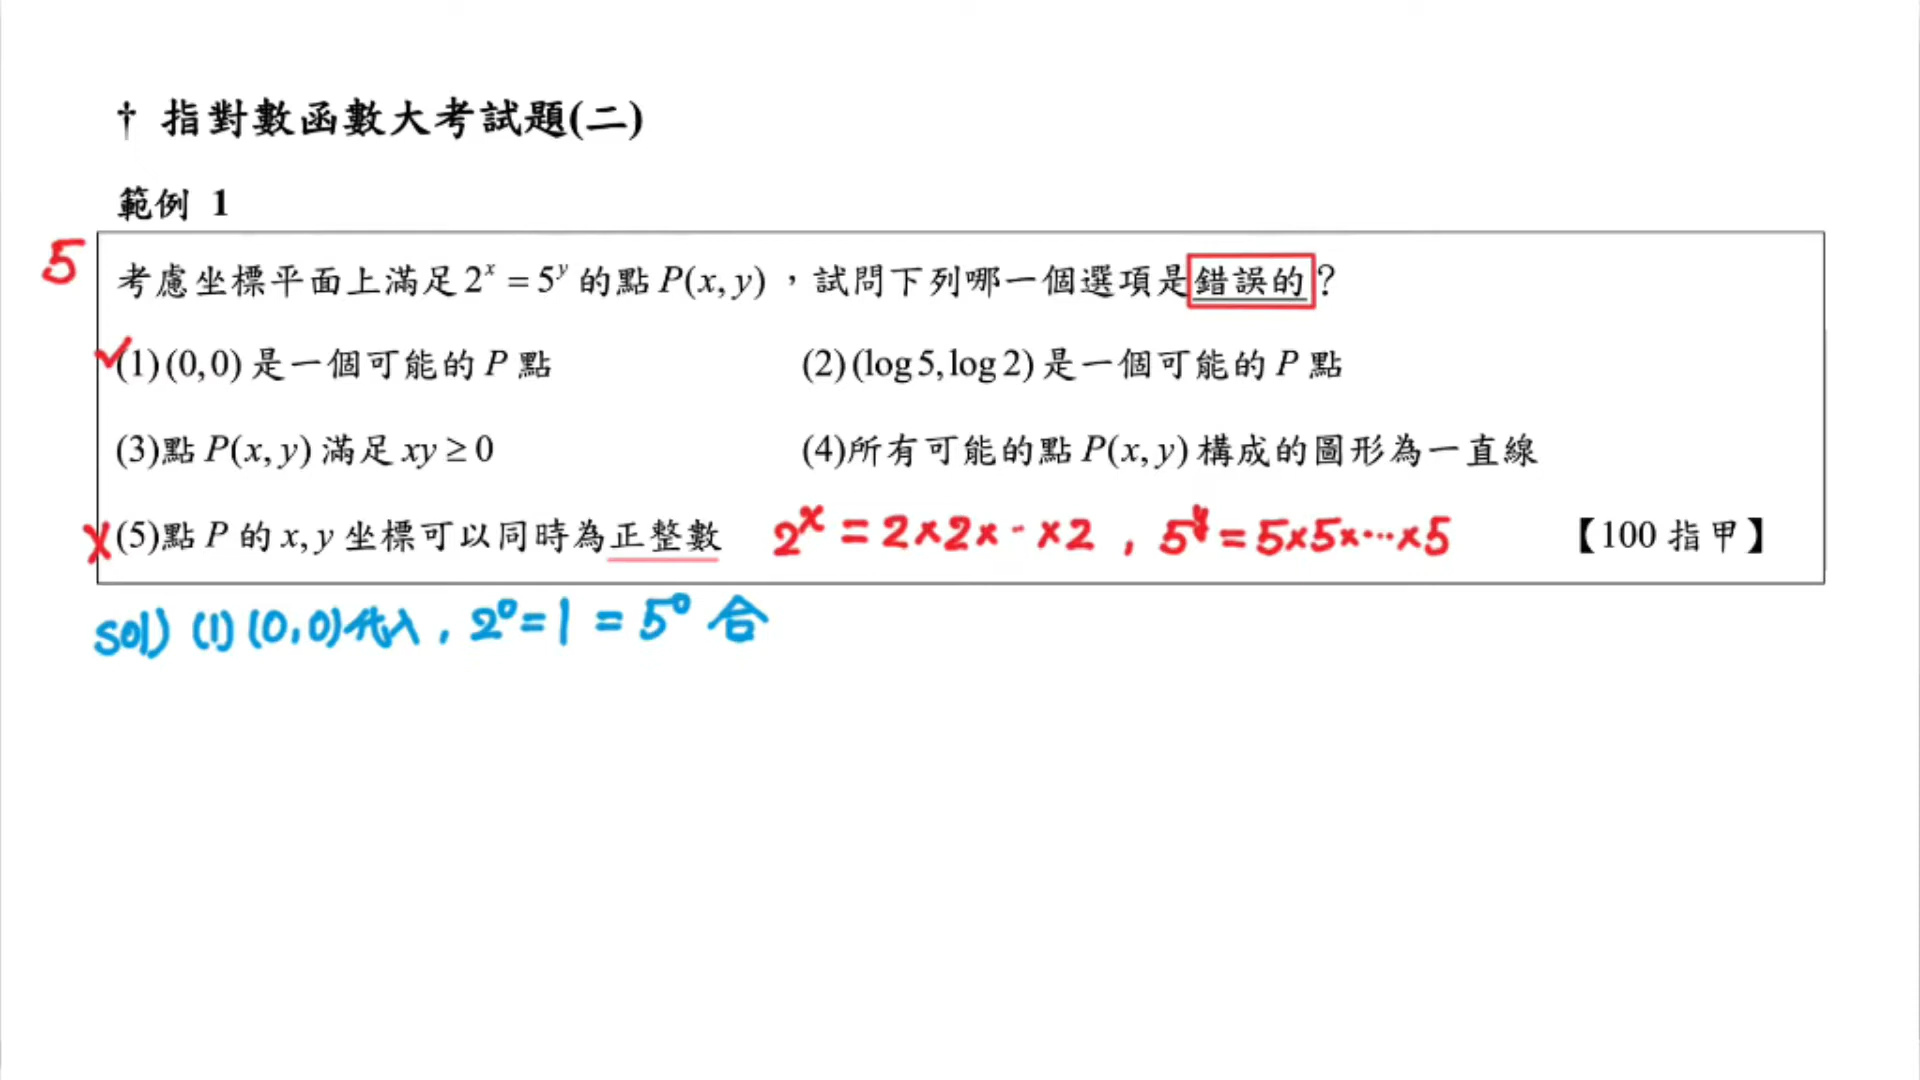 † 指對數函數大考試題(二)
範例 1
5
考慮坐標平面上滿足 2^x = 5^y 的點 P(x, y) ，試問下列哪一個選項是錯誤的？
✓(1)(0,0) 是一個可能的 P 點 (2)(log5,log2) 是一個可能的 P 點
(3)點 P(x, y) 滿足 xy ≥ 0 (4)所有可能的點 P(x, y) 構成的圖形為一直線
X(5)點 P 的 x, y 坐標可以同時為正整數 2^x = 2×2×··×2 , 5^y = 5×5×···×5 【100 指甲】
sol) (1) (0,0)代入 , 2^0 = 1 = 5^0 合